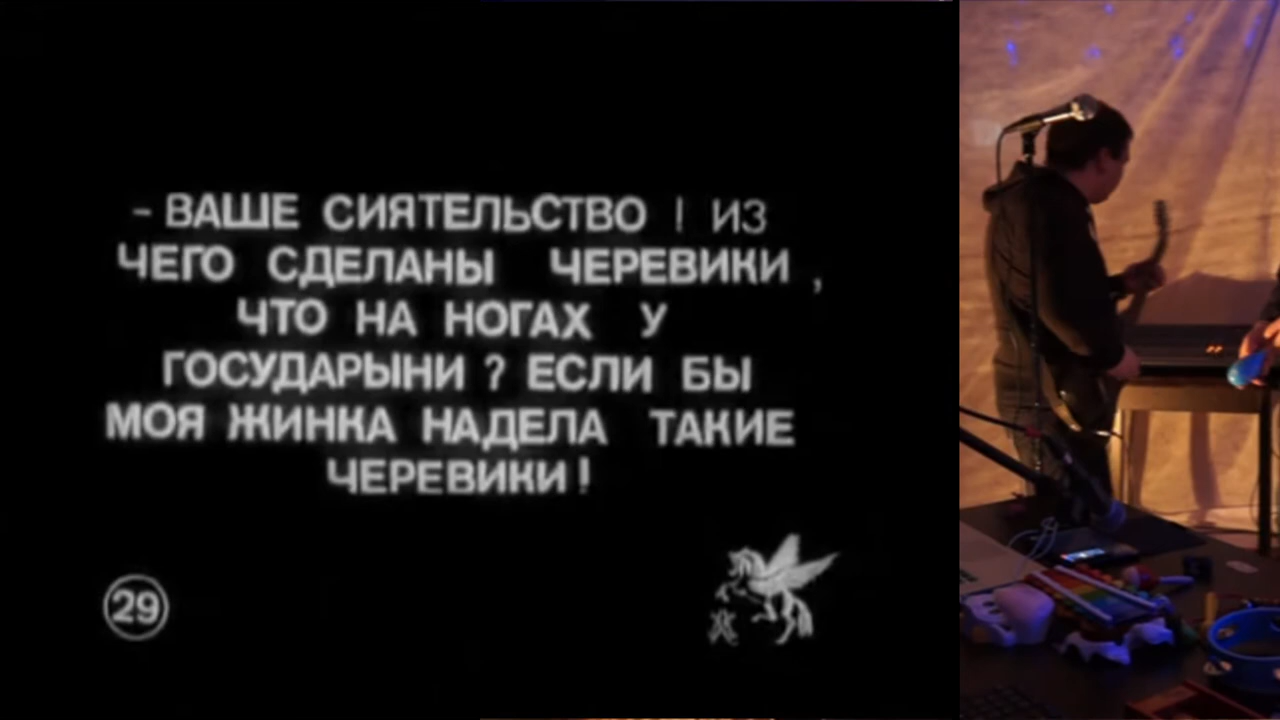 - ВАШЕ СИЯТЕЛЬСТВО ! ИЗ
ЧЕГО СДЕЛАНЫ ЧЕРЕВИКИ ,
ЧТО НА НОГАХ У
ГОСУДАРЫНИ ? ЕСЛИ БЫ
МОЯ ЖИНКА НАДЕЛА ТАКИЕ
ЧЕРЕВИКИ !
29